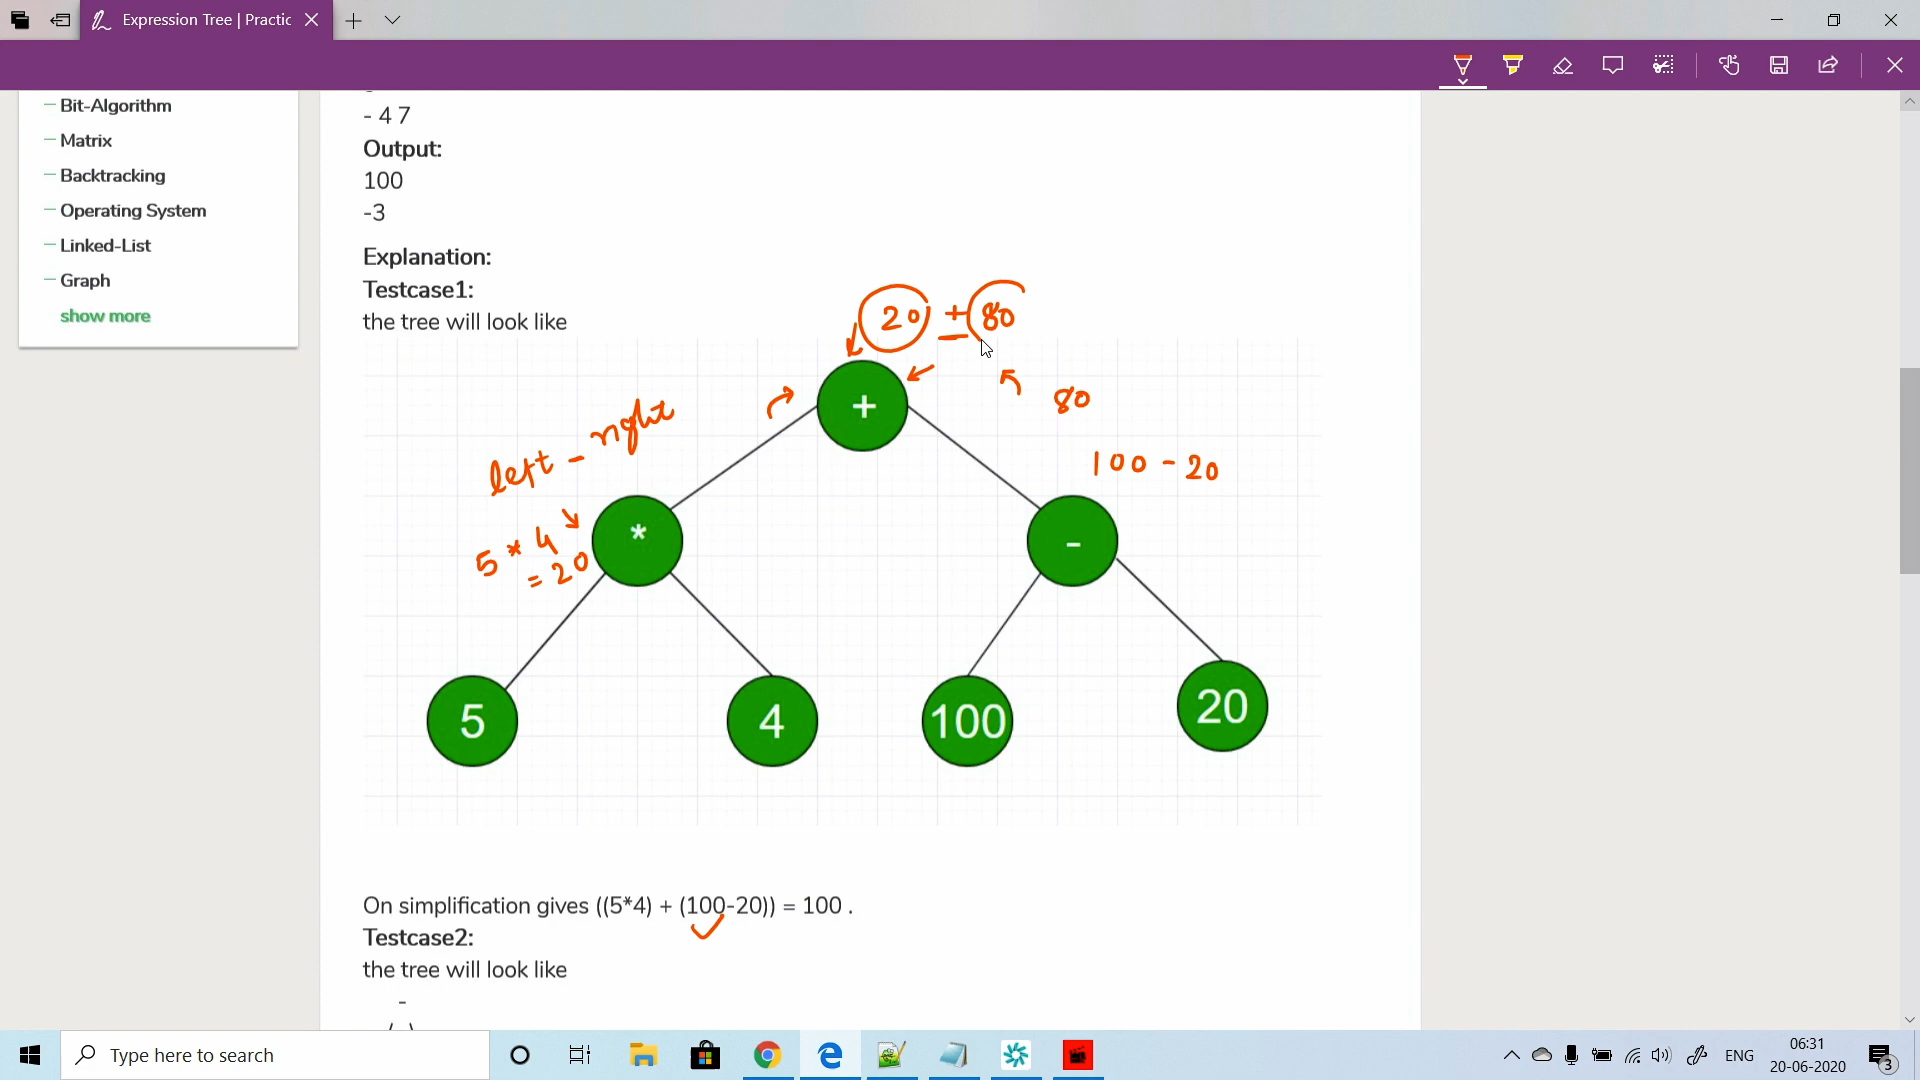 Expression Tree | Practic
Bit-Algorithm
Matrix
Backtracking
Operating System
Linked-List
Graph
show more
- 4 7
Output:
100
-3
Explanation:
Testcase1:
the tree will look like
20 + 80
80
left - right
100 - 20
5 * 4
= 20
+
*
-
5
4
100
20
On simplification gives ((5*4) + (100-20)) = 100 .
Testcase2:
the tree will look like
-
/ \
Type here to search
ENG
06:31
20-06-2020
3